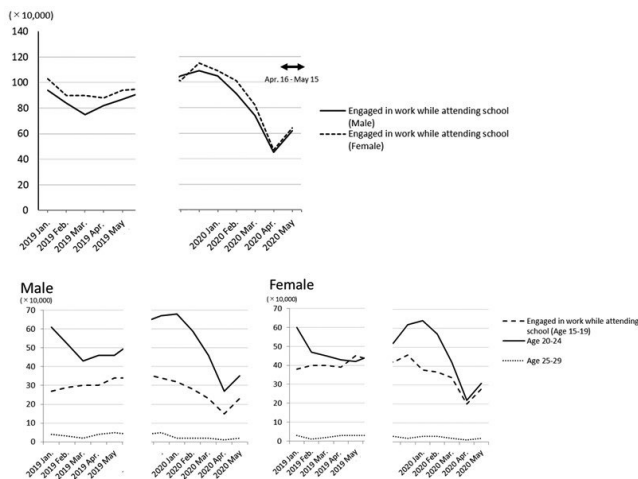 (×10,000)
140
120
100
80
60
40
20
0
2019 Jan.
2019 Feb.
2019 Mar.
2019 Apr.
2019 May
2020 Jan.
2020 Feb.
2020 Mar.
2020 Apr.
2020 May
Apr. 16 - May 15
Engaged in work while attending school
(Male)
Engaged in work while attending school
(Female)
Male
(×10,000)
70
60
50
40
30
20
10
0
2019 Jan.
2019 Feb.
2019 Mar.
2019 Apr.
2019 May
2020 Jan.
2020 Feb.
2020 Mar.
2020 Apr.
2020 May
Female
(×10,000)
70
60
50
40
30
20
10
0
2019 Jan.
2019 Feb.
2019 Mar.
2019 Apr.
2019 May
2020 Jan.
2020 Feb.
2020 Mar.
2020 Apr.
2020 May
Engaged in work while attending
school (Age 15-19)
Age 20-24
Age 25-29